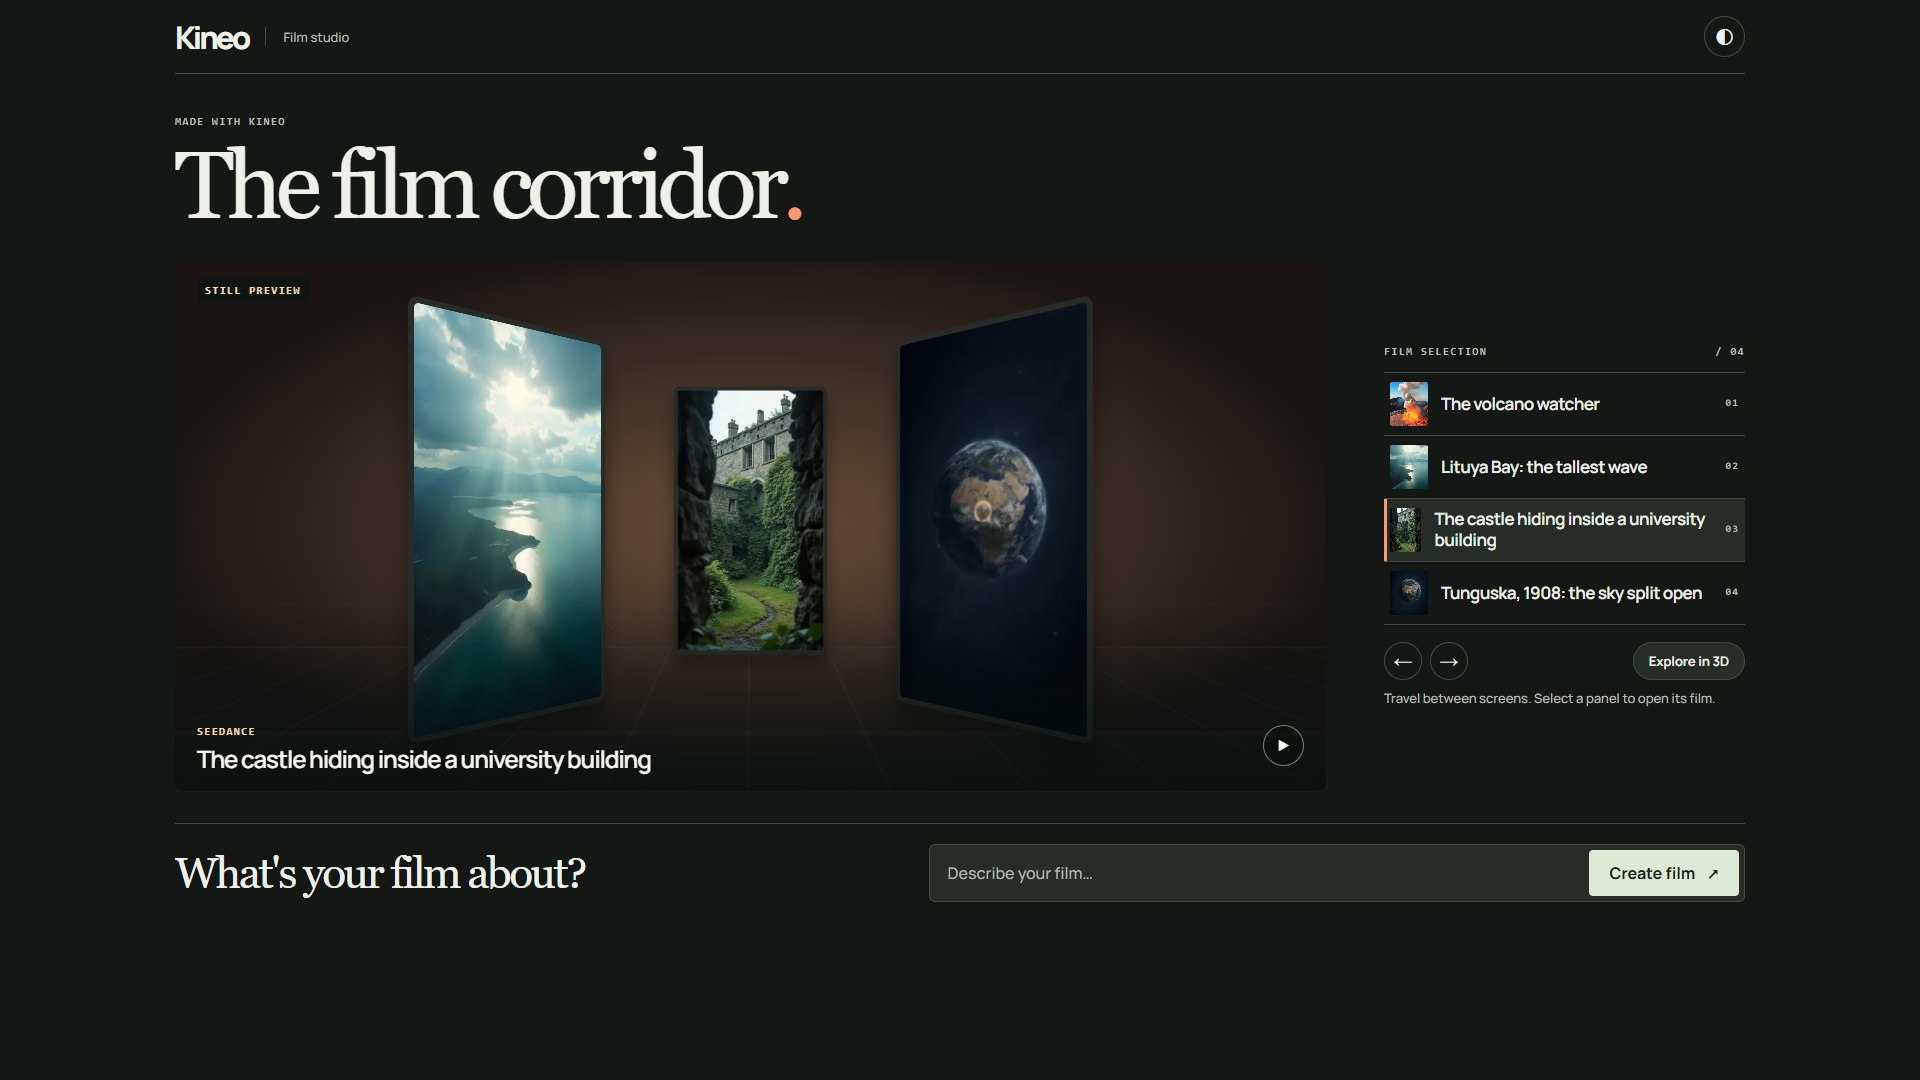 Kineo
Film studio
MADE WITH KINEO
The film corridor.
STILL PREVIEW
SEEDANCE
The castle hiding inside a university building
FILM SELECTION
/ 04
The volcano watcher
01
Lituya Bay: the tallest wave
02
The castle hiding inside a university
building
03
Tunguska, 1908: the sky split open
04
← →
Explore in 3D
Travel between screens. Select a panel to open its film.
What's your film about?
Describe your film...
Create film ↗